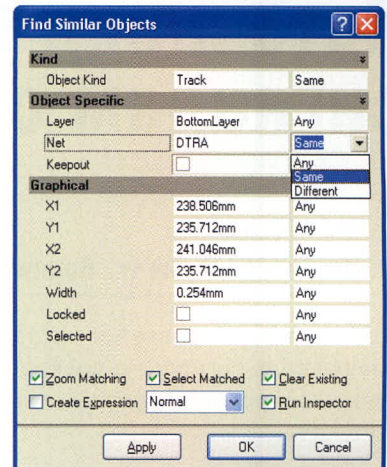 Find Similar Objects
Kind
Object Kind Track Same
Object Specific
Layer BottomLayer Any
Net DTRA Same
Keepout Any
Same
Different
Graphical
X1 238.506mm Any
Y1 235.712mm Any
X2 241.046mm Any
Y2 235.712mm Any
Width 0.254mm Any
Locked Any
Selected Any
Zoom Matching Select Matched Clear Existing
Create Expression Normal Run Inspector
Apply OK Cancel